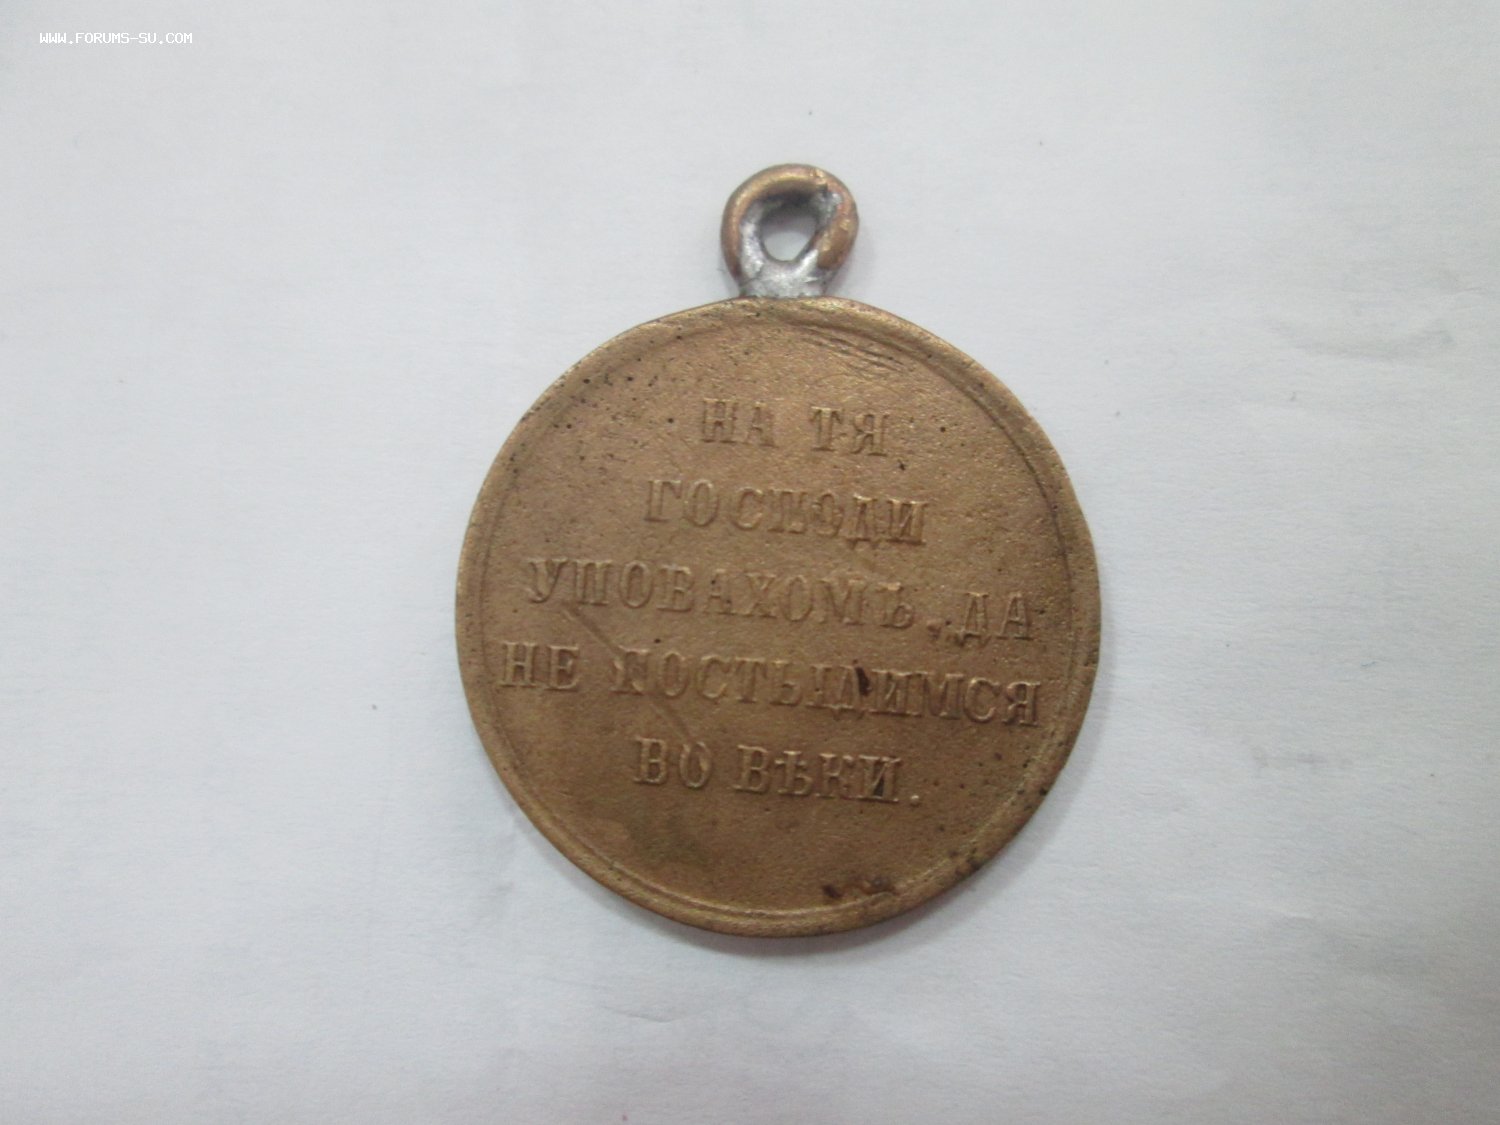 WWW.FORUMS-SU.COM
НА ТЯ
ГОСПОДИ
УПОВАХОМЪ, ДА
НЕ ПОСТЫДИМСЯ
ВО ВѢКИ.